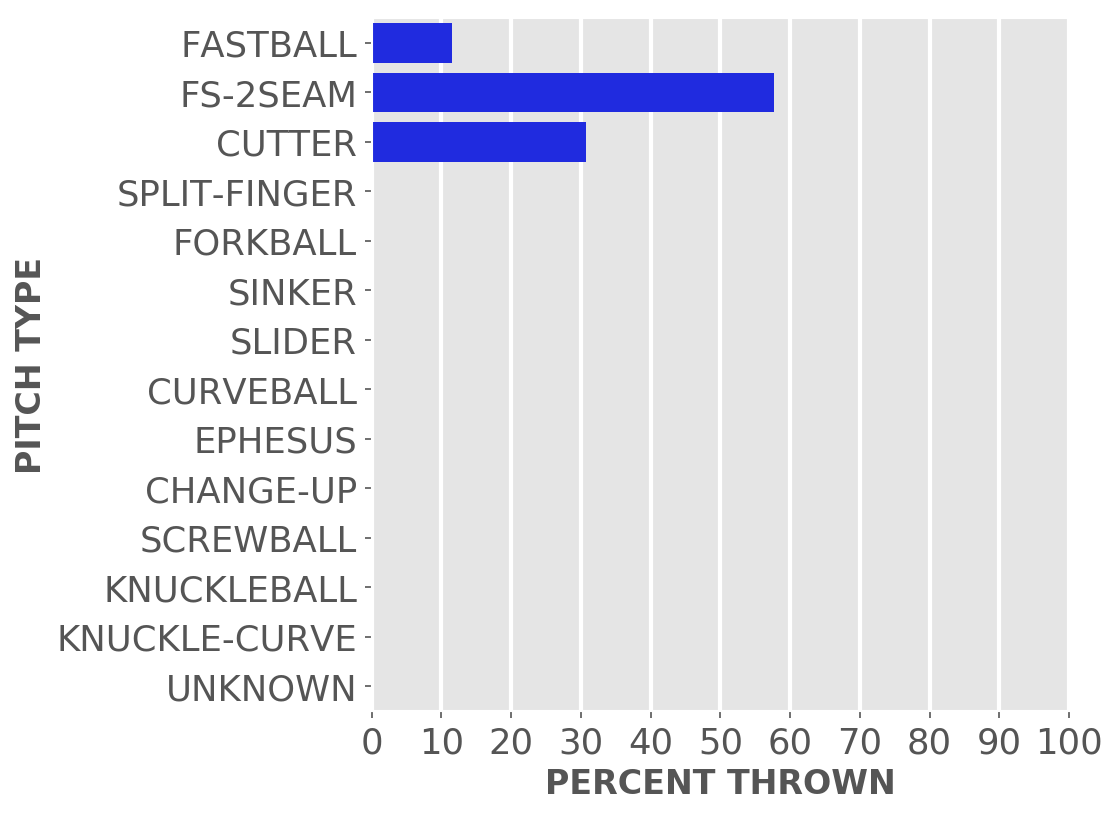 FASTBALL
FS-2SEAM
CUTTER
SPLIT-FINGER
FORKBALL
SINKER
SLIDER
CURVEBALL
EPHESUS
CHANGE-UP
SCREWBALL
KNUCKLEBALL
KNUCKLE-CURVE
UNKNOWN
PITCH TYPE
0 10 20 30 40 50 60 70 80 90 100
PERCENT THROWN